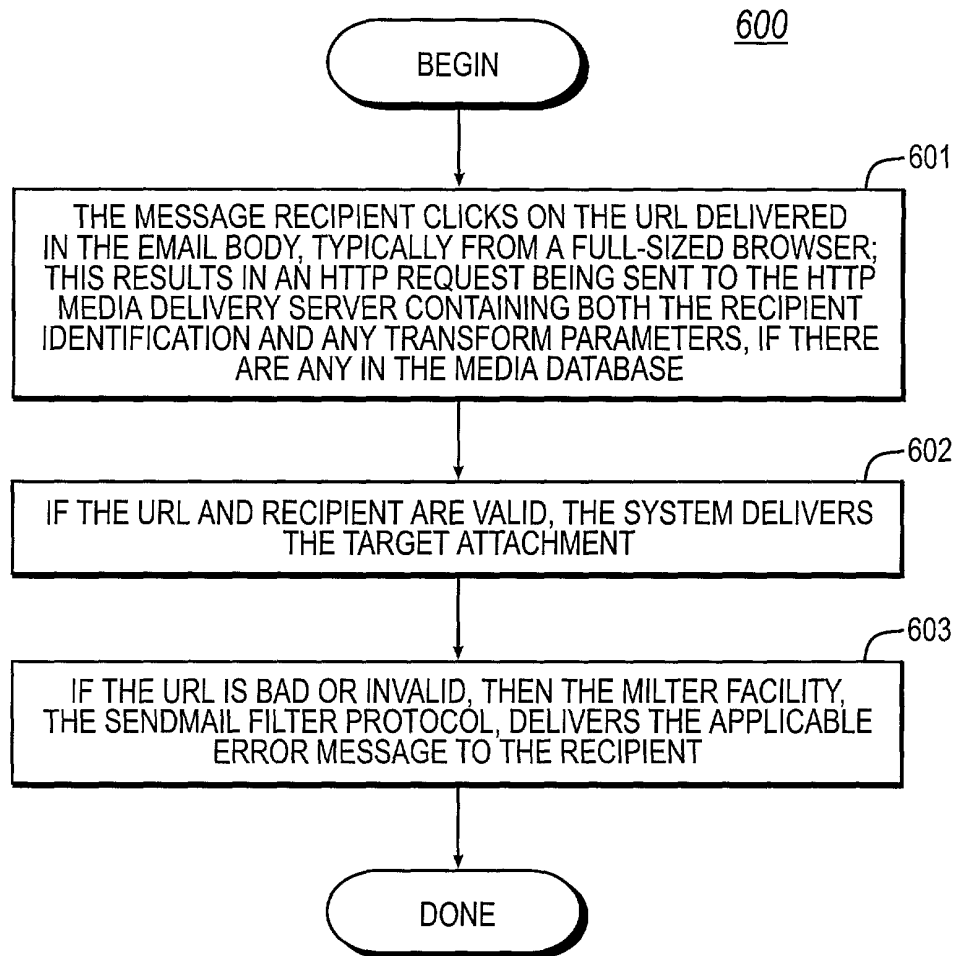 600
BEGIN
601
THE MESSAGE RECIPIENT CLICKS ON THE URL DELIVERED
IN THE EMAIL BODY, TYPICALLY FROM A FULL-SIZED BROWSER;
THIS RESULTS IN AN HTTP REQUEST BEING SENT TO THE HTTP
MEDIA DELIVERY SERVER CONTAINING BOTH THE RECIPIENT
IDENTIFICATION AND ANY TRANSFORM PARAMETERS, IF THERE
ARE ANY IN THE MEDIA DATABASE
602
IF THE URL AND RECIPIENT ARE VALID, THE SYSTEM DELIVERS
THE TARGET ATTACHMENT
603
IF THE URL IS BAD OR INVALID, THEN THE MILTER FACILITY,
THE SENDMAIL FILTER PROTOCOL, DELIVERS THE APPLICABLE
ERROR MESSAGE TO THE RECIPIENT
DONE